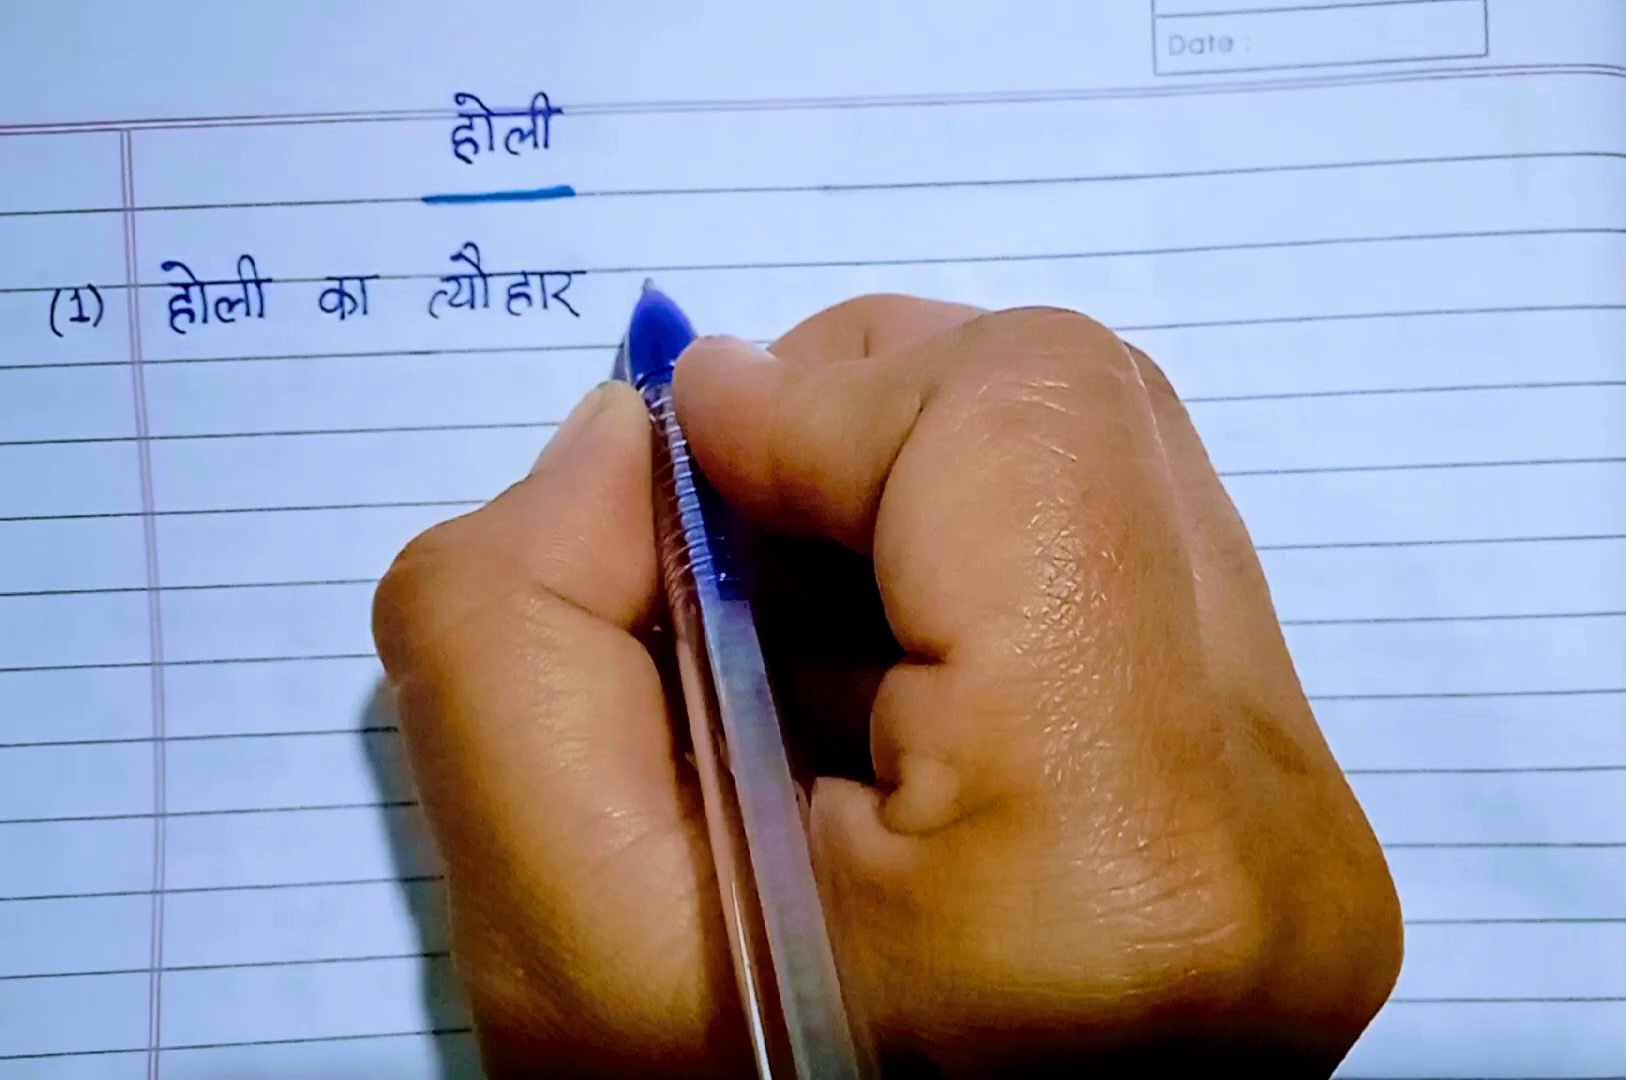 Date :
होली
(1) होली का त्यौहार